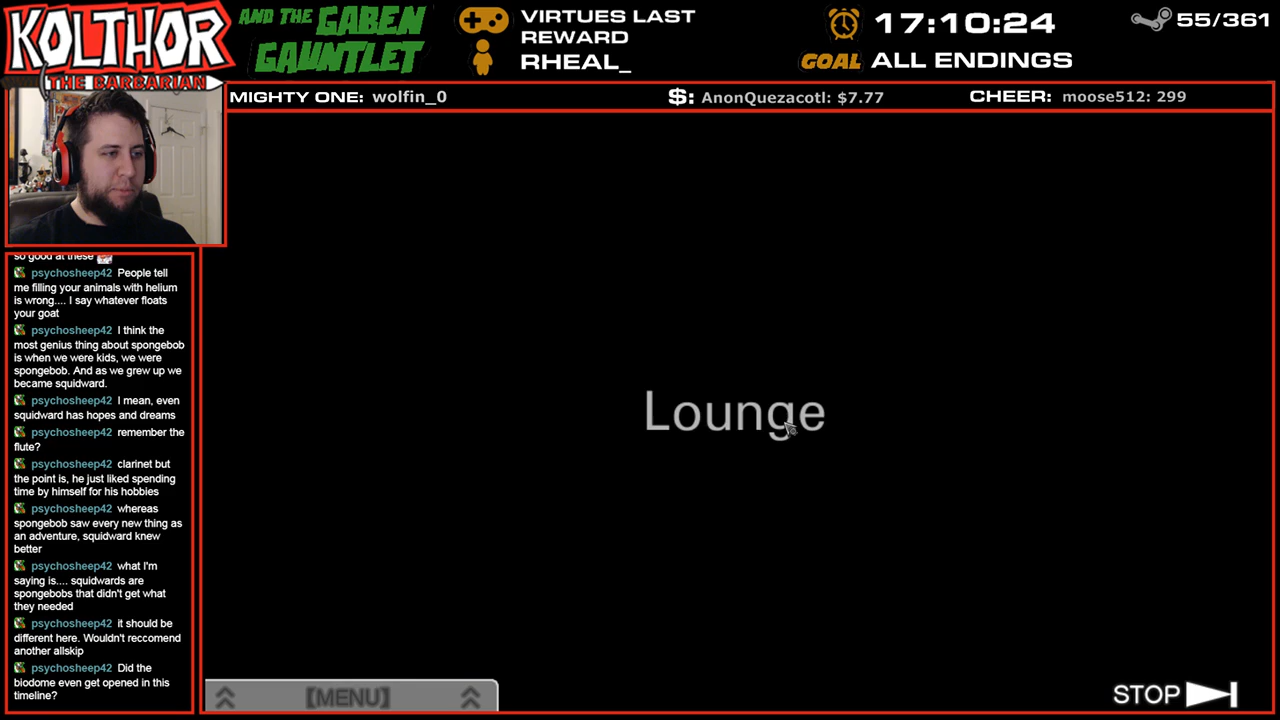 KOLTHOR
THE BARBARIAN
AND THE GABEN
GAUNTLET
VIRTUES LAST
REWARD
RHEAL_
17:10:24
GOAL ALL ENDINGS
55/361
MIGHTY ONE: wolfin_0
$: AnonQuezacotl: $7.77
CHEER: moose512: 299
so good at these
psychosheep42 People tell
me filling your animals with helium
is wrong.... I say whatever floats
your goat
psychosheep42 I think the
most genius thing about spongebob
is when we were kids, we were
spongebob. And as we grew up we
became squidward.
psychosheep42 I mean, even
squidward has hopes and dreams
psychosheep42 remember the
flute?
psychosheep42 clarinet but
the point is, he just liked spending
time by himself for his hobbies
psychosheep42 whereas
spongebob saw every new thing as
an adventure, squidward knew
better
psychosheep42 what I'm
saying is.... squidwards are
spongebobs that didn't get what
they needed
psychosheep42 it should be
different here. Wouldn't reccomend
another allskip
psychosheep42 Did the
biodome even get opened in this
timeline?
Lounge
[MENU]
STOP